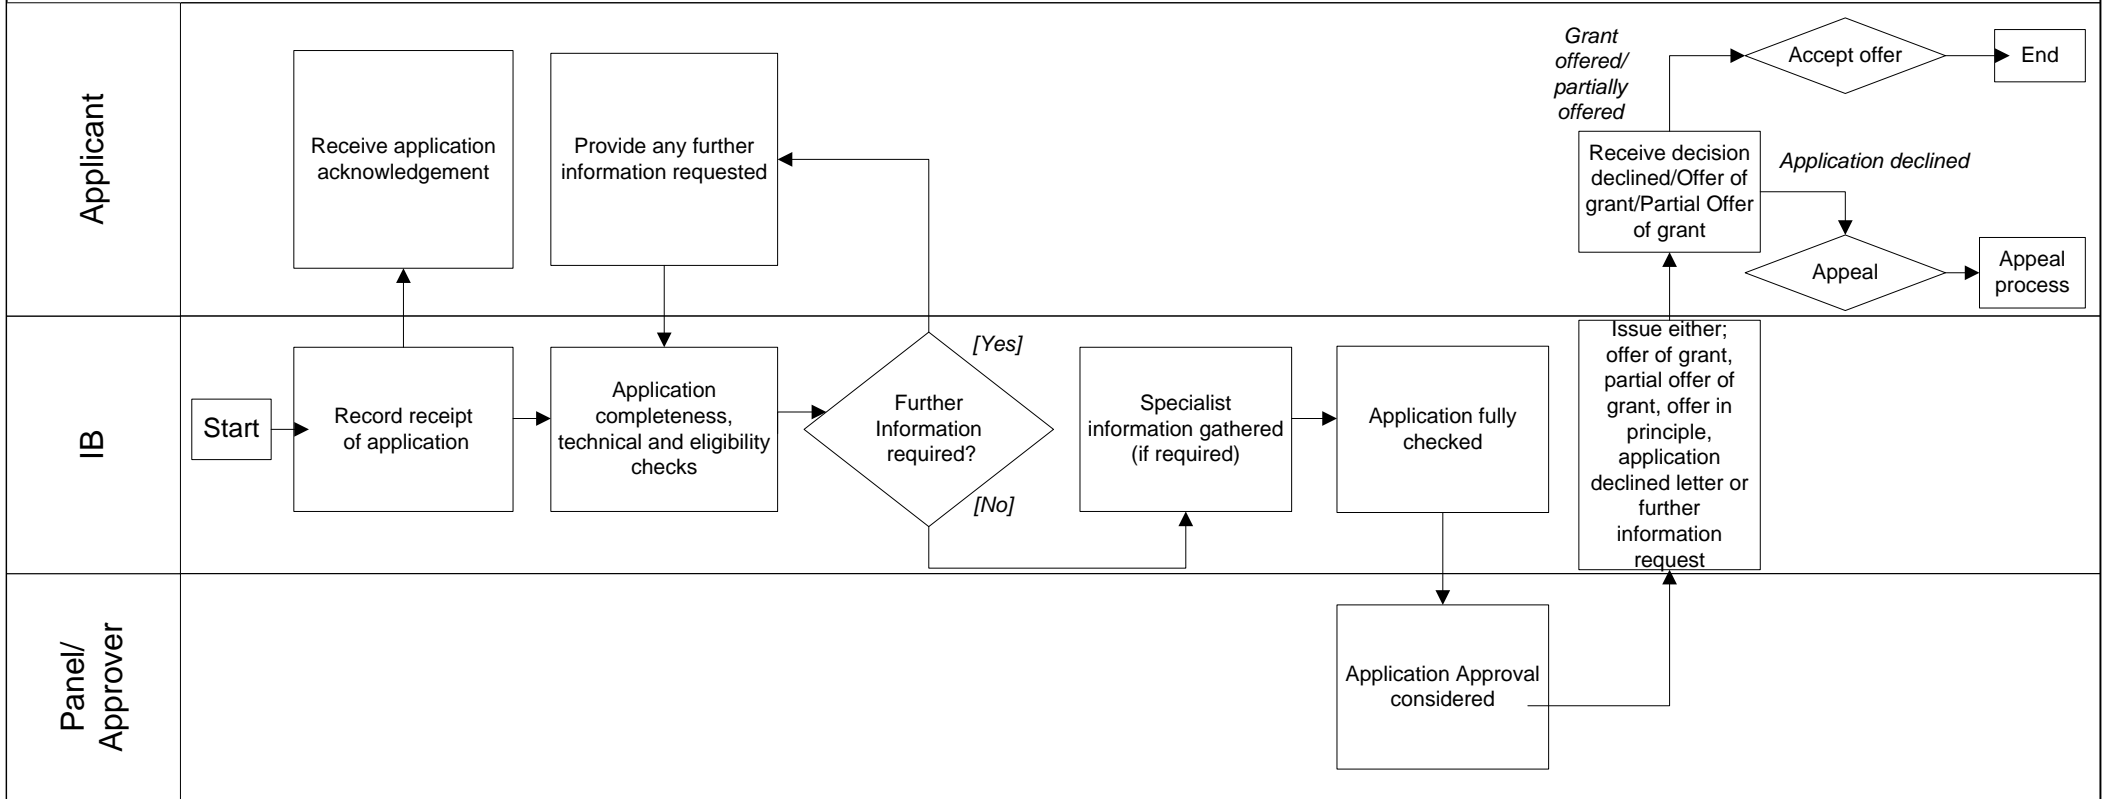 Applicant
Receive application
acknowledgement
Provide any further
information requested
Grant
offered/
partially
offered
Accept offer
End
Receive decision
declined/Offer of
grant/Partial Offer
of grant
Application declined
Appeal
Appeal
process
IB
Start
Record receipt
of application
Application
completeness,
technical and eligibility
checks
Further
Information
required?
[Yes]
[No]
Specialist
information gathered
(if required)
Application fully
checked
Issue either;
offer of grant,
partial offer of
grant, offer in
principle,
application
declined letter or
further
information
request
Panel/
Approver
Application Approval
considered